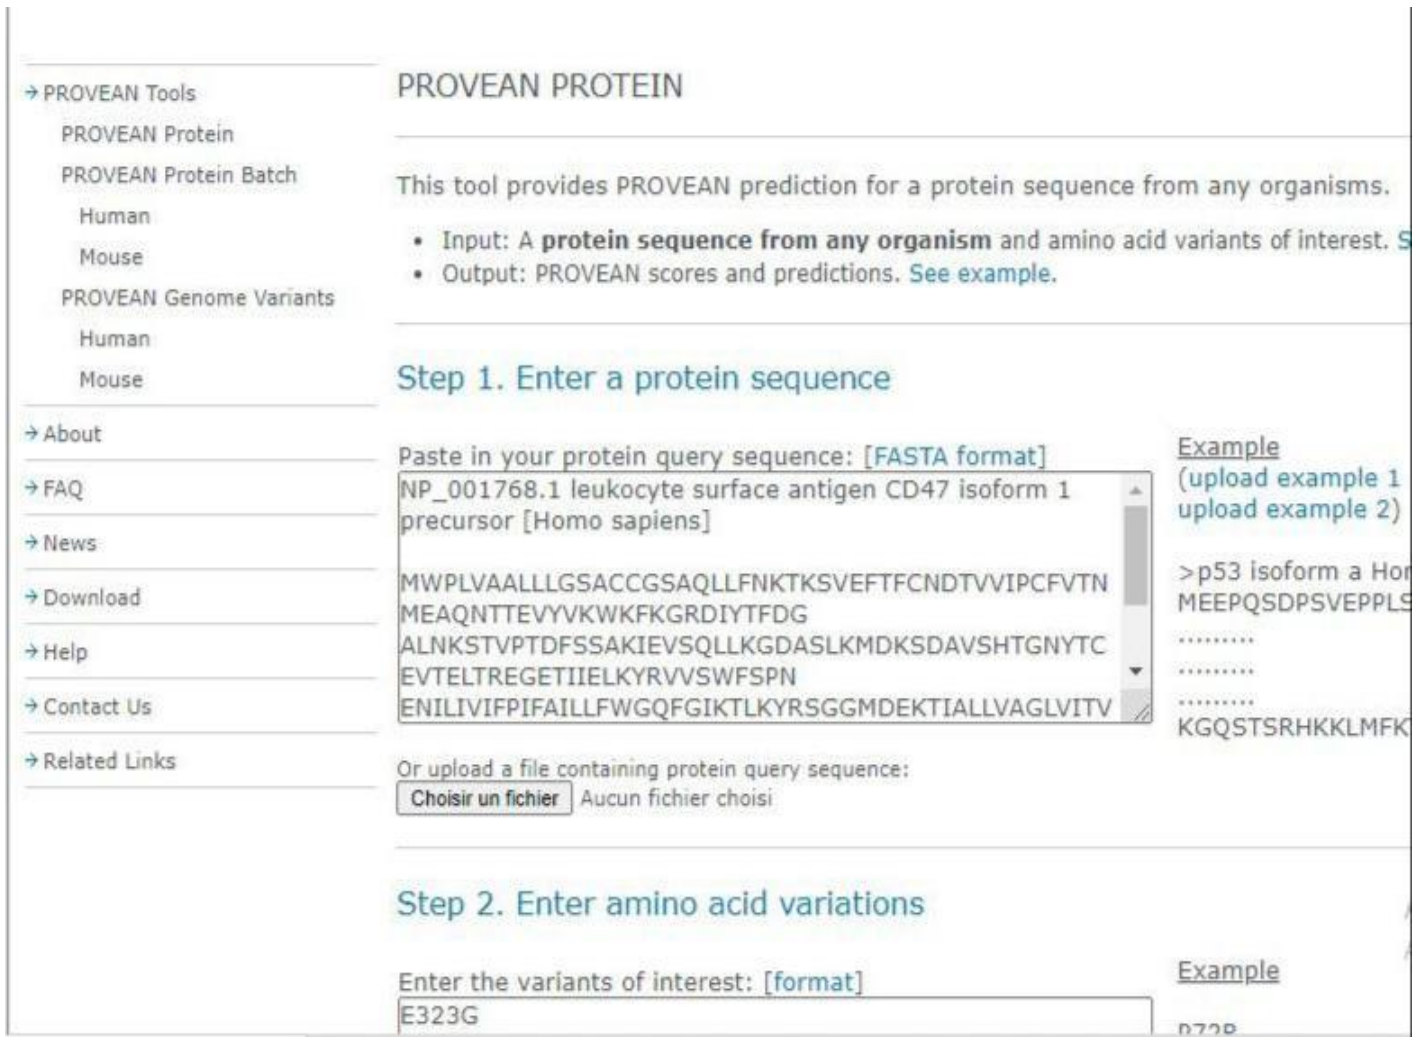 → PROVEAN Tools
PROVEAN Protein
PROVEAN Protein Batch
Human
Mouse
PROVEAN Genome Variants
Human
Mouse
→ About
→ FAQ
→ News
→ Download
→ Help
→ Contact Us
→ Related Links
PROVEAN PROTEIN
This tool provides PROVEAN prediction for a protein sequence from any organisms.
• Input: A protein sequence from any organism and amino acid variants of interest. S
• Output: PROVEAN scores and predictions. See example.
Step 1. Enter a protein sequence
Paste in your protein query sequence: [FASTA format]
NP_001768.1 leukocyte surface antigen CD47 isoform 1
precursor [Homo sapiens]
MWPLVAALLLGSACCGSAQLLFNKTKSVEFTFCNDTVVIPCFVTN
MEAQNTTEVYVKWKFKGRDIYTFDG
ALNKSTVPTDFSSAKIEVSQLLKGDASLKMDKSDAVSHTGNYTC
EVTELTREGETIIELKYRVVSWFSPN
ENILIVIFPIFAILLFWGQFGIKTLKYRSGGMDEKTIALLVAGLVITV
Example
(upload example 1
upload example 2)
>p53 isoform a Hor
MEEPQSDPSVEPPLS
.........
.........
.........
KGQSTSRHKKLMFK
Or upload a file containing protein query sequence:
Choisir un fichier Aucun fichier choisi
Step 2. Enter amino acid variations
Enter the variants of interest: [format]
E323G
Example